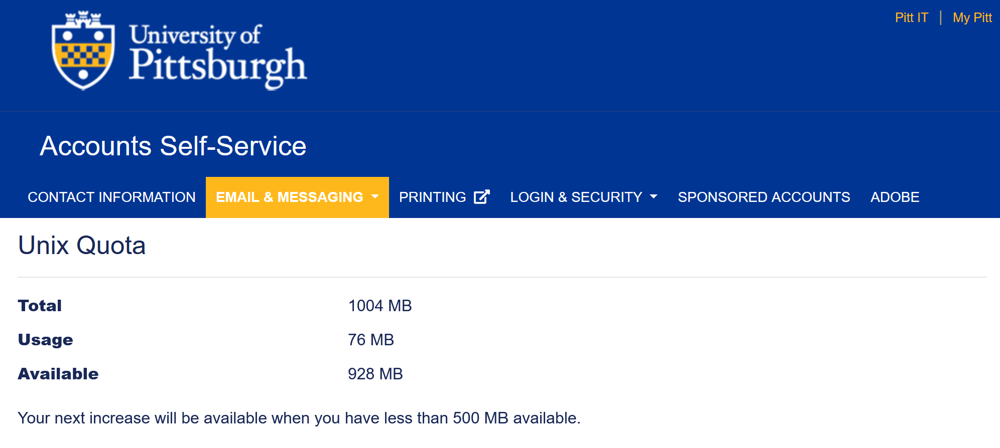 University of
Pittsburgh
Pitt IT | My Pitt
Accounts Self-Service
CONTACT INFORMATION EMAIL & MESSAGING PRINTING LOGIN & SECURITY SPONSORED ACCOUNTS ADOBE
Unix Quota
Total 1004 MB
Usage 76 MB
Available 928 MB
Your next increase will be available when you have less than 500 MB available.